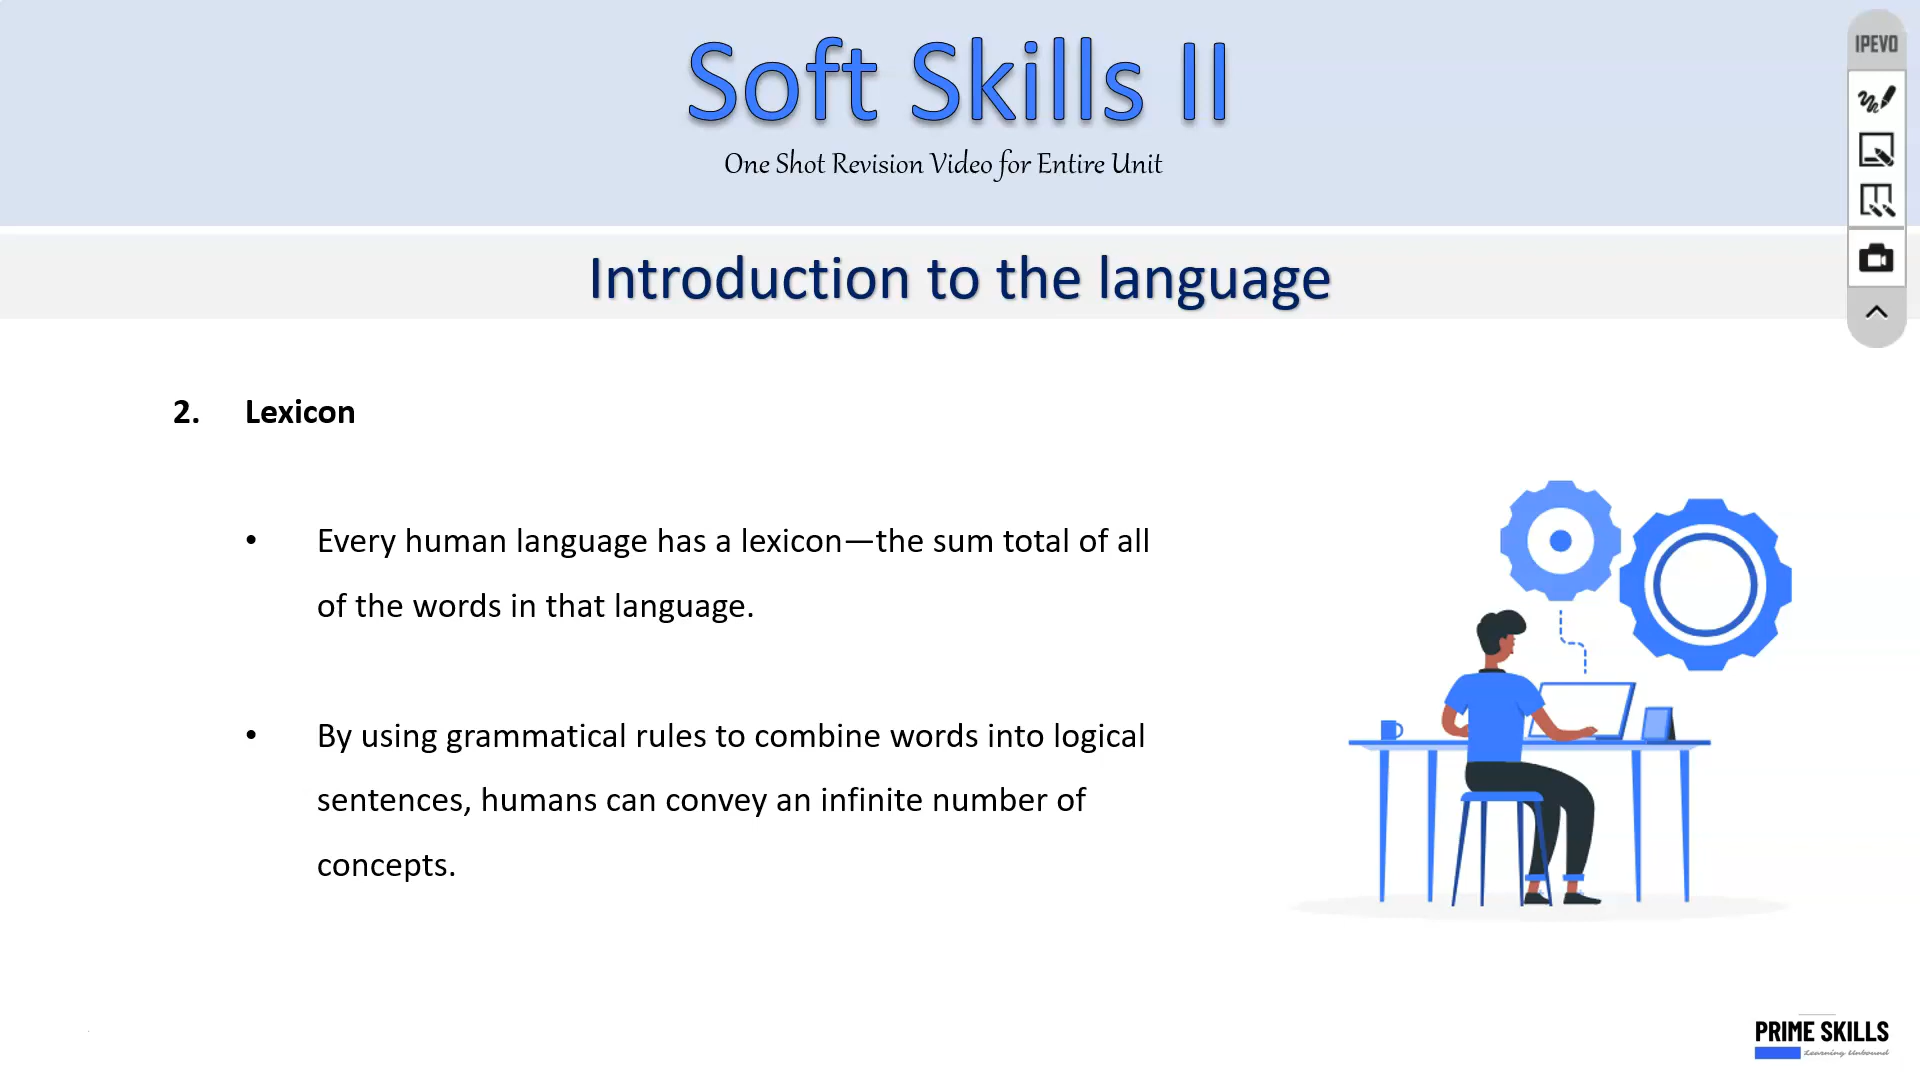 Soft Skills II
One Shot Revision Video for Entire Unit
IPEVO
Introduction to the language
2. Lexicon
• Every human language has a lexicon—the sum total of all
of the words in that language.
• By using grammatical rules to combine words into logical
sentences, humans can convey an infinite number of
concepts.
PRIME SKILLS
Learning Unbound